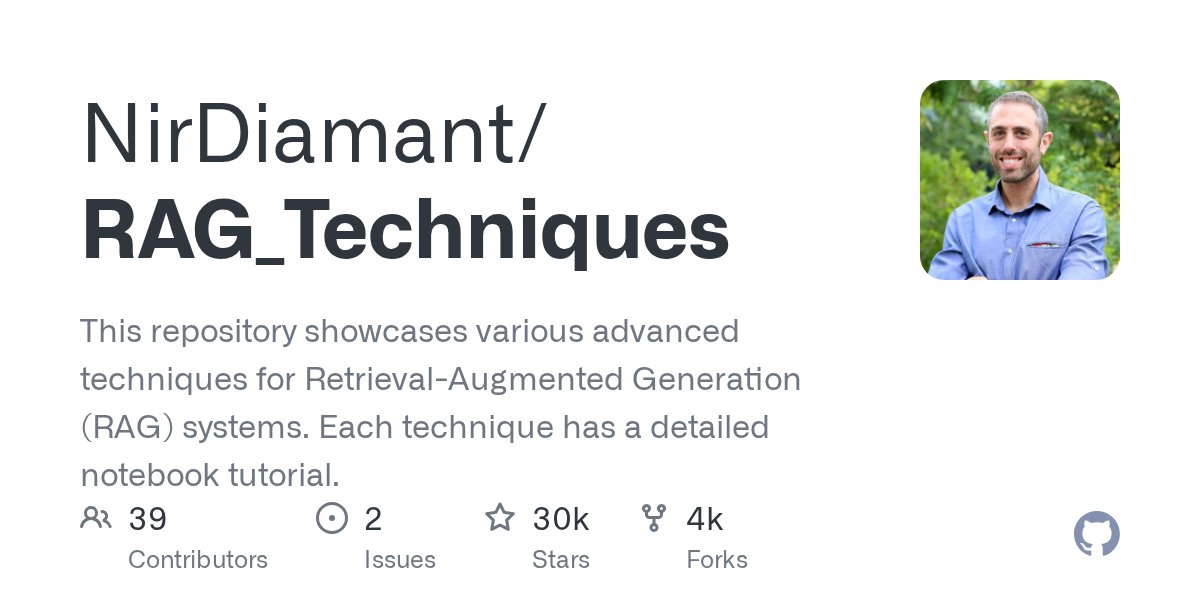 NirDiamant/
RAG_Techniques
This repository showcases various advanced
techniques for Retrieval-Augmented Generation
(RAG) systems. Each technique has a detailed
notebook tutorial.
39 2 30k 4k
Contributors Issues Stars Forks